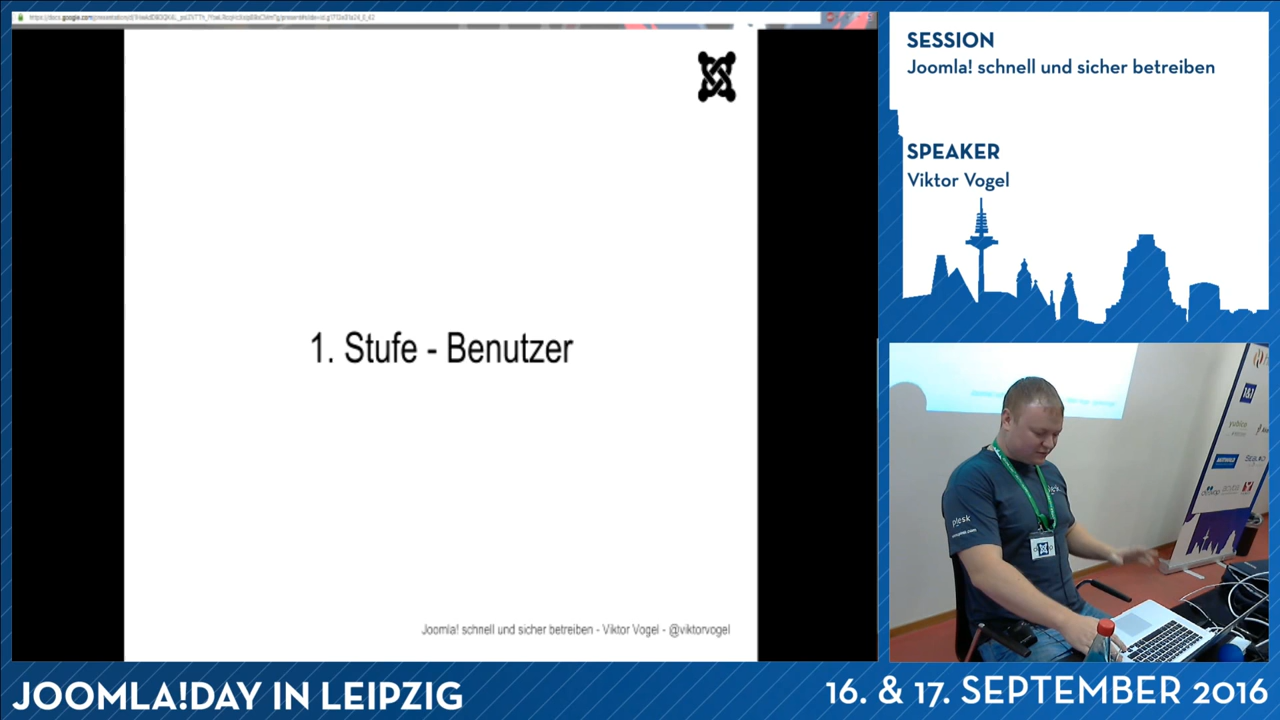 SESSION
Joomla! schnell und sicher betreiben
SPEAKER
Viktor Vogel
1. Stufe - Benutzer
Joomla! schnell und sicher betreiben - Viktor Vogel - @viktorvogel
plesk
JOOMLA!DAY IN LEIPZIG
16. & 17. SEPTEMBER 2016